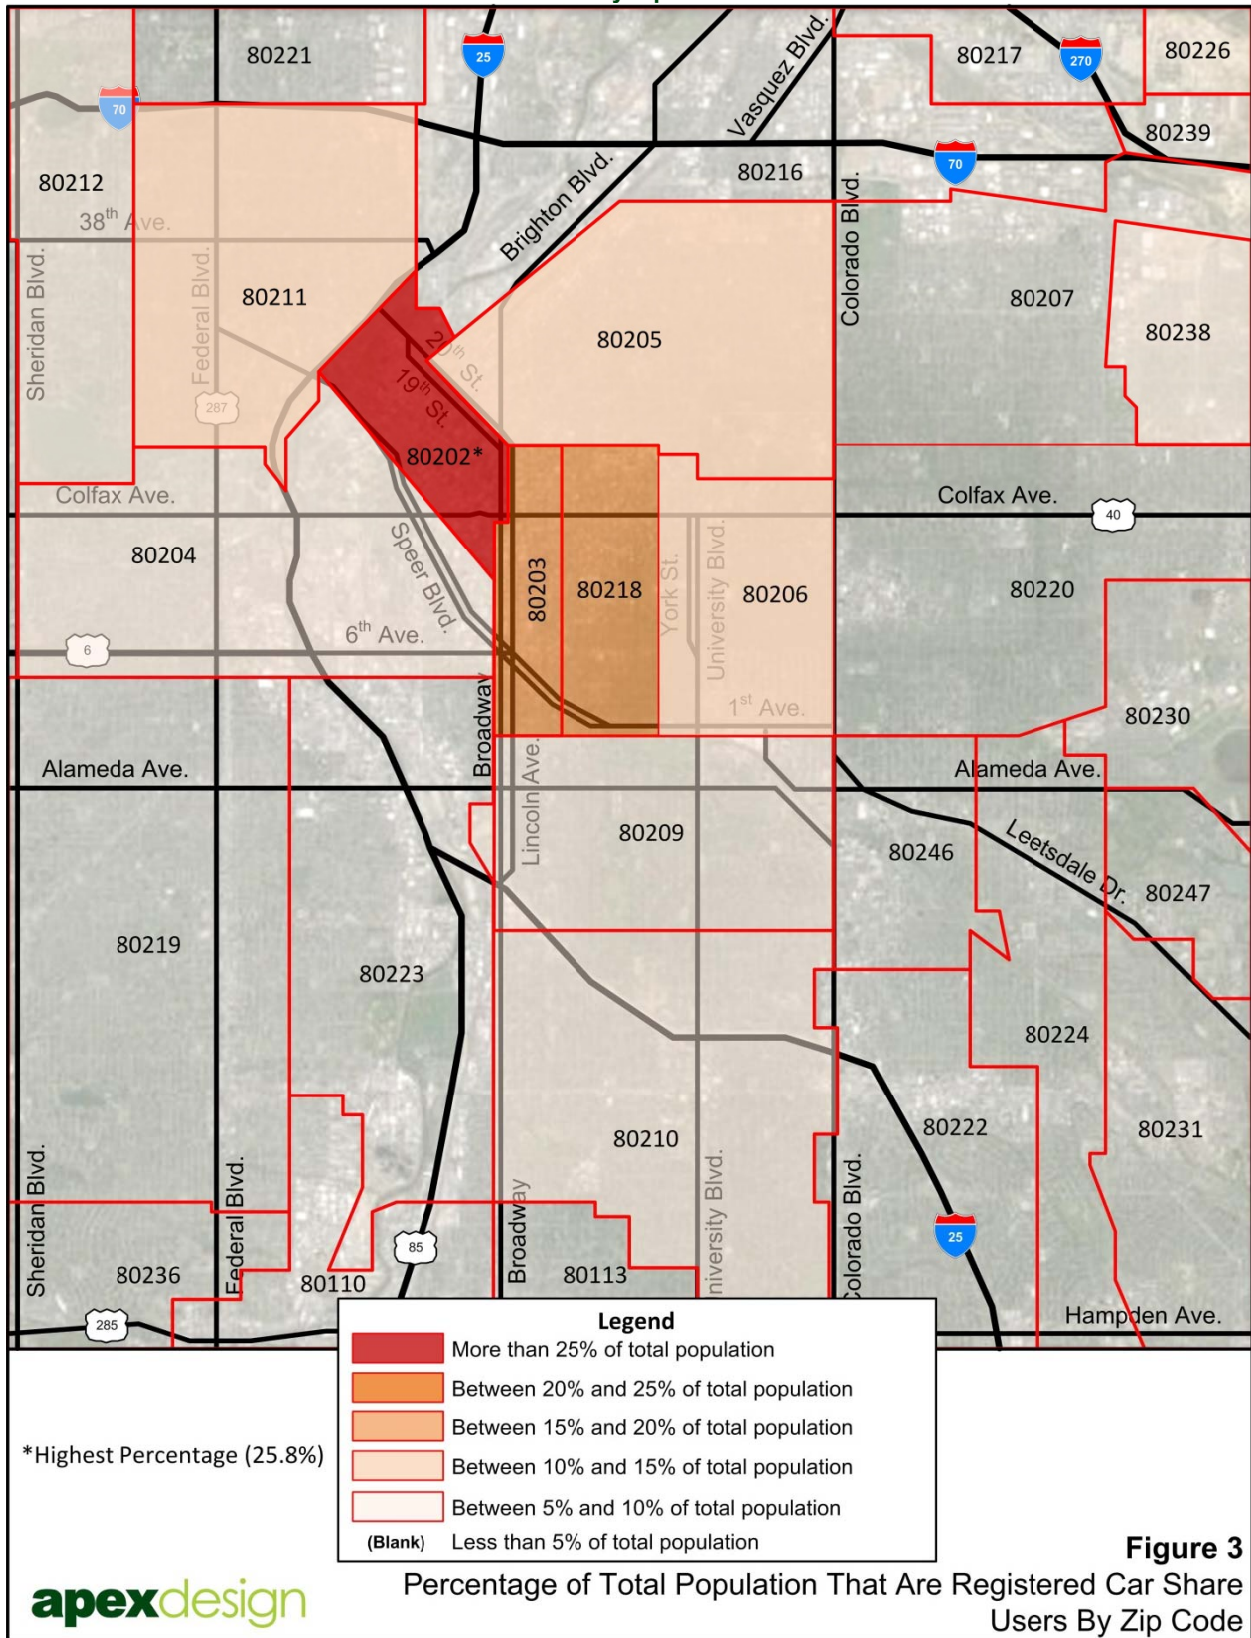 80221
25
Vasquez Blvd.
80217
270
80226
70
80239
80212
80216
70
38th Ave.
Brighton Blvd.
Colorado Blvd.
Sheridan Blvd.
Federal Blvd.
80211
80207
80205
80238
20th St.
19th St.
287
80202*
Colfax Ave.
Colfax Ave.
40
80204
Speer Blvd.
80203
80218
York St.
University Blvd.
80206
80220
6th Ave.
6
Broadway
1st Ave.
80230
Alameda Ave.
Alameda Ave.
Lincoln Ave.
80209
80246
Leetsdale Dr.
80247
80219
80223
80224
80210
80222
80231
Sheridan Blvd.
Federal Blvd.
Broadway
niversity Blvd.
Colorado Blvd.
85
25
80236
80110
80113
285
Hampden Ave.
Legend
More than 25% of total population
Between 20% and 25% of total population
Between 15% and 20% of total population
Between 10% and 15% of total population
Between 5% and 10% of total population
(Blank) Less than 5% of total population
*Highest Percentage (25.8%)
Figure 3
Percentage of Total Population That Are Registered Car Share
Users By Zip Code
apexdesign